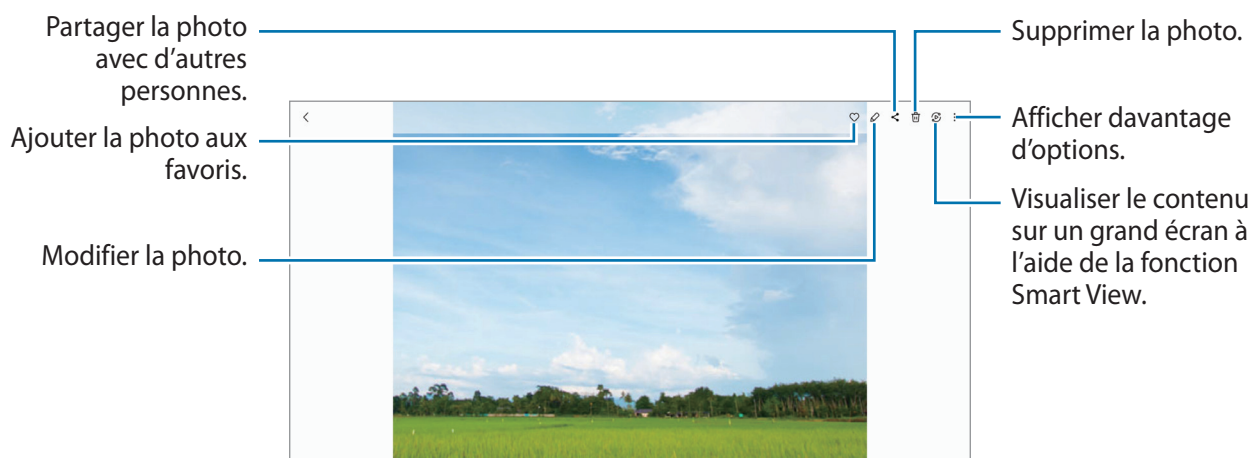 Partager la photo
avec d’autres
personnes.
Ajouter la photo aux
favoris.
Modifier la photo.
Supprimer la photo.
Afficher davantage
d’options.
Visualiser le contenu
sur un grand écran à
l’aide de la fonction
Smart View.